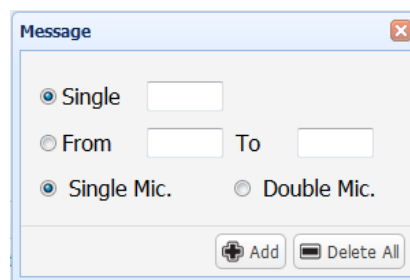 Message
Single
From To
Single Mic. Double Mic.
Add Delete All